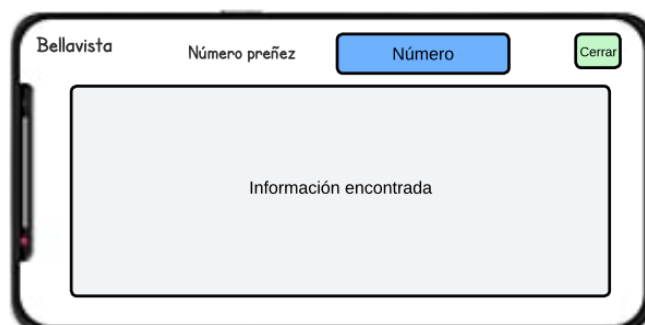 Bellavista
Número preñez
Número
Cerrar
Información encontrada